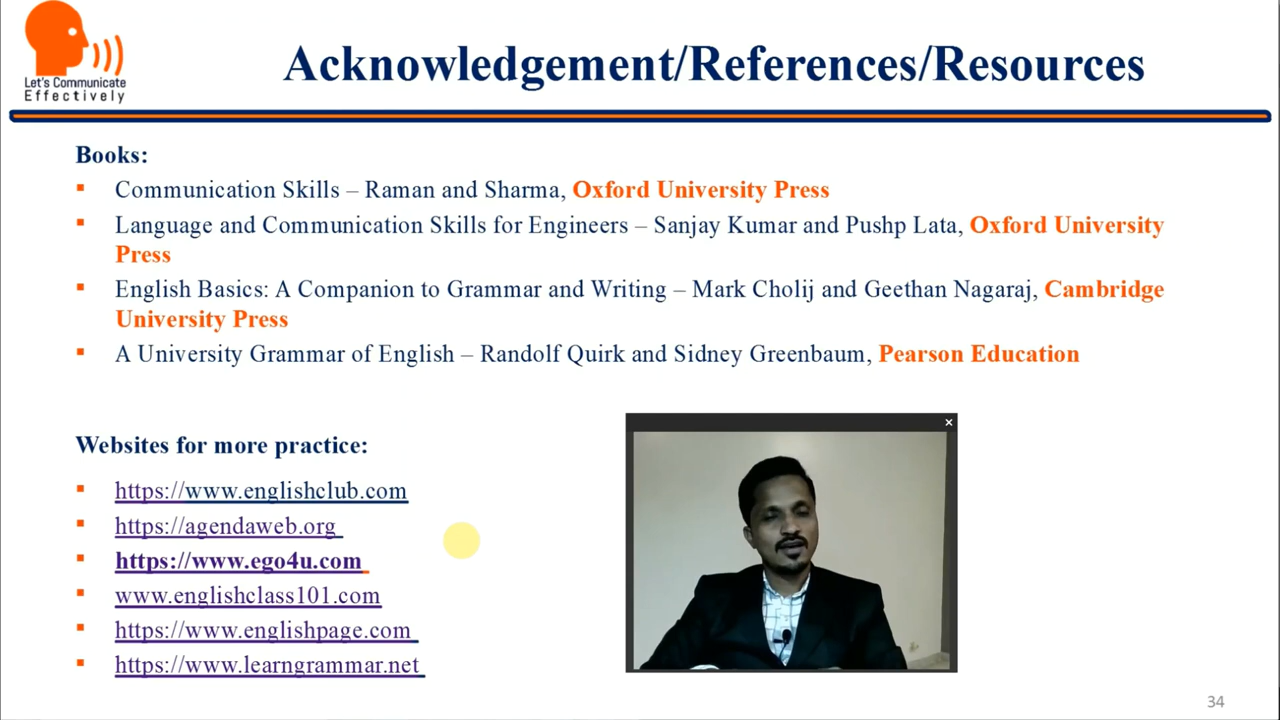 Let's Communicate
Effectively
Acknowledgement/References/Resources
Books:
▪ Communication Skills – Raman and Sharma, Oxford University Press
▪ Language and Communication Skills for Engineers – Sanjay Kumar and Pushp Lata, Oxford University
Press
▪ English Basics: A Companion to Grammar and Writing – Mark Cholij and Geethan Nagaraj, Cambridge
University Press
▪ A University Grammar of English – Randolf Quirk and Sidney Greenbaum, Pearson Education
Websites for more practice:
▪ https://www.englishclub.com
▪ https://agendaweb.org
▪ https://www.ego4u.com
▪ www.englishclass101.com
▪ https://www.englishpage.com
▪ https://www.learngrammar.net
34